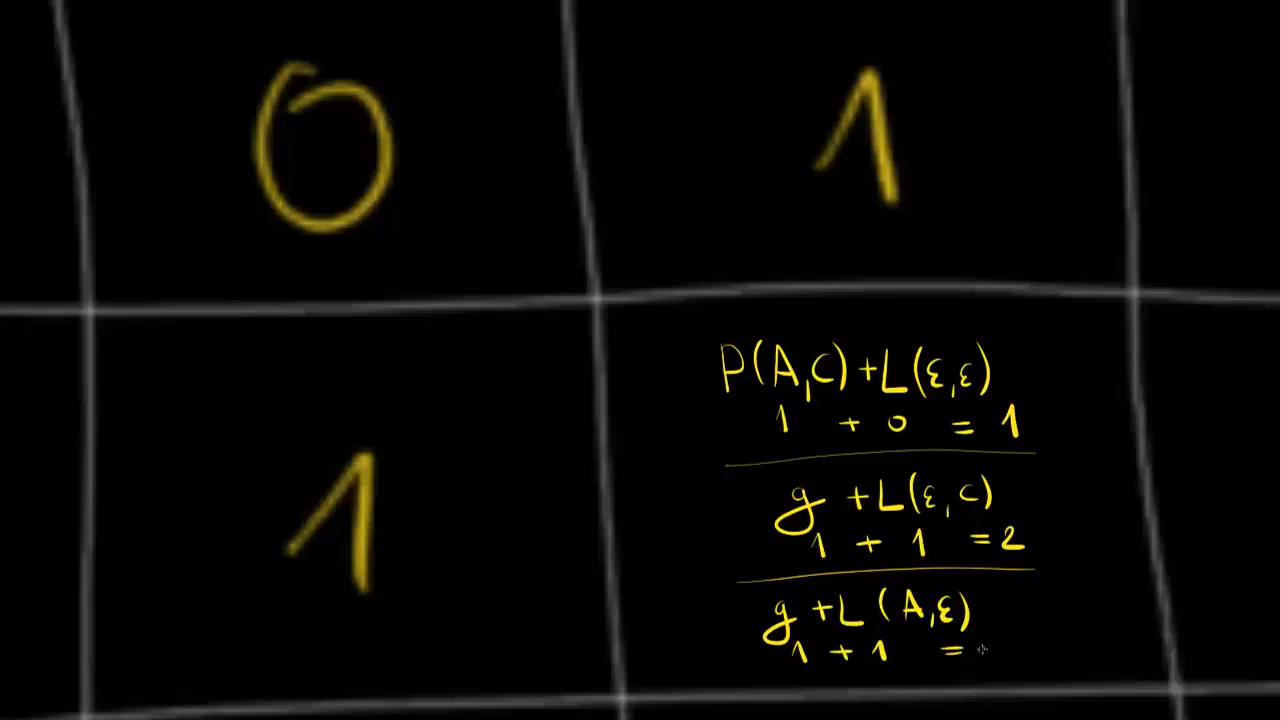 0 1
1
P(A,C)+L(ε,ε)
1 + 0 = 1
g +L(ε,C)
1 + 1 =2
g +L (A,ε)
1 + 1 =